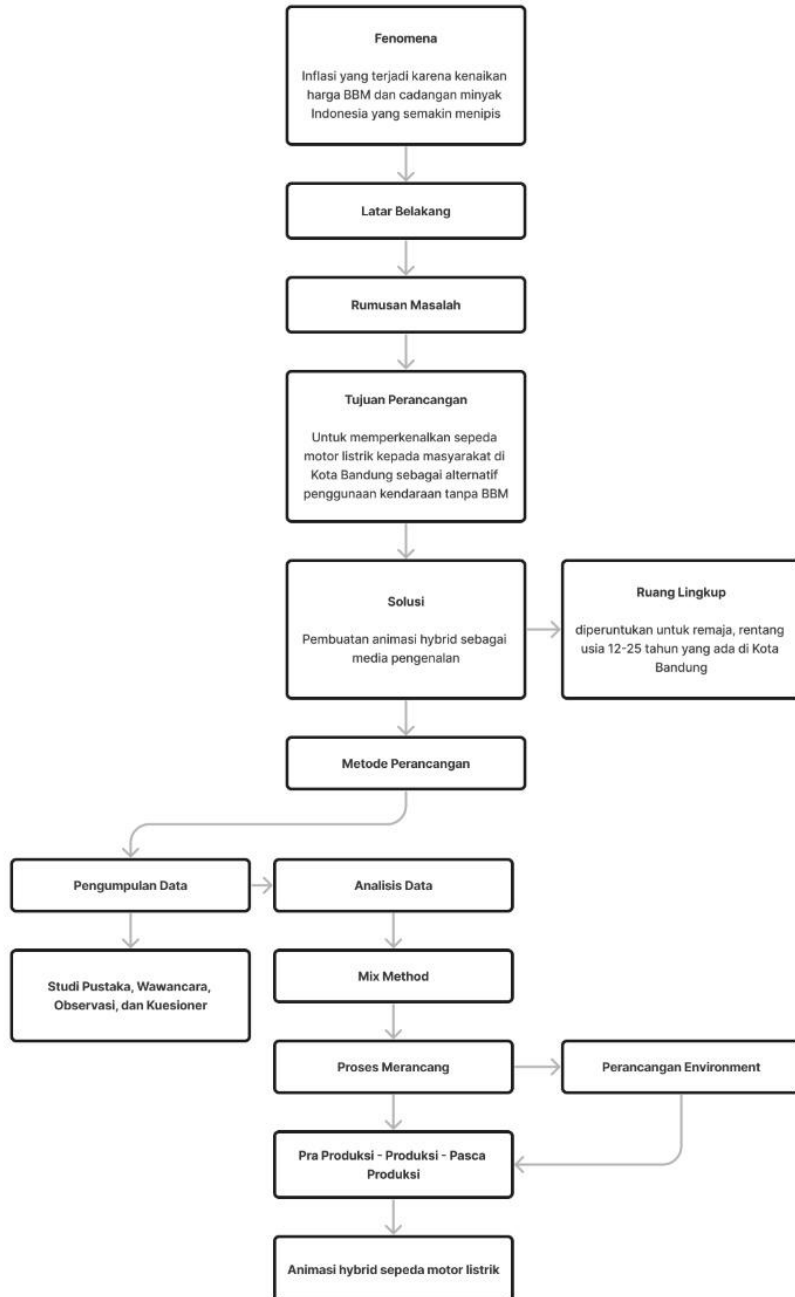 Fenomena
Inflasi yang terjadi karena kenaikan
harga BBM dan cadangan minyak
Indonesia yang semakin menipis
Latar Belakang
Rumusan Masalah
Tujuan Perancangan
Untuk memperkenalkan sepeda
motor listrik kepada masyarakat di
Kota Bandung sebagai alternatif
penggunaan kendaraan tanpa BBM
Solusi
Pembuatan animasi hybrid sebagai
media pengenalan
Ruang Lingkup
diperuntukan untuk remaja, rentang
usia 12-25 tahun yang ada di Kota
Bandung
Metode Perancangan
Pengumpulan Data
Analisis Data
Studi Pustaka, Wawancara,
Observasi, dan Kuesioner
Mix Method
Proses Merancang
Perancangan Environment
Pra Produksi - Produksi - Pasca
Produksi
Animasi hybrid sepeda motor listrik